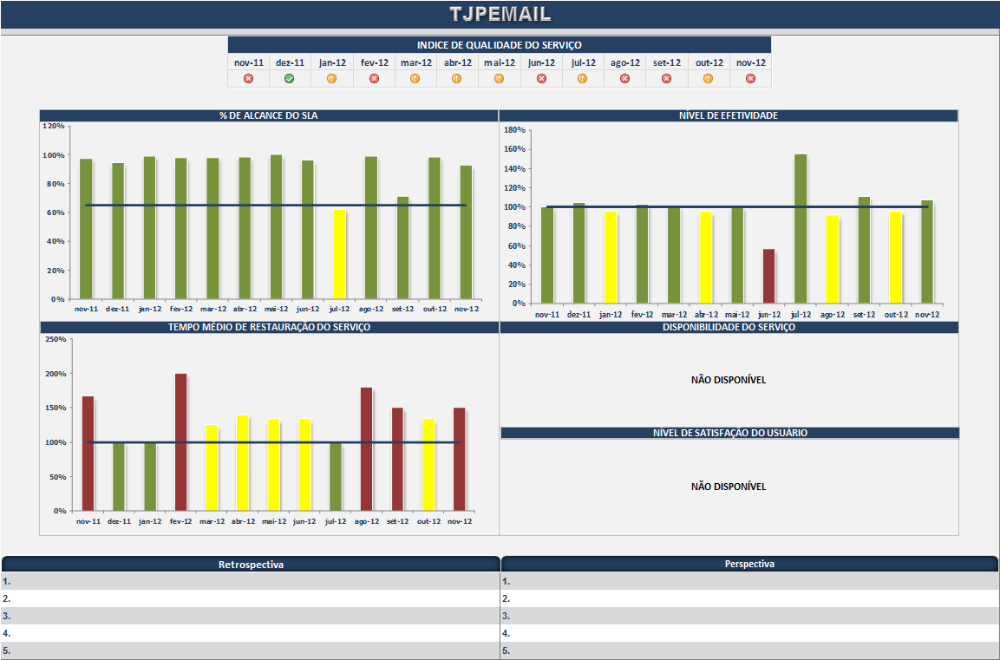 TJPEMAIL
INDICE DE QUALIDADE DO SERVIÇO
nov-11 dez-11 jan-12 fev-12 mar-12 abr-12 mai-12 jun-12 jul-12 ago-12 set-12 out-12 nov-12
% DE ALCANCE DO SLA
120%
100%
80%
60%
40%
20%
0%
nov-11 dez-11 jan-12 fev-12 mar-12 abr-12 mai-12 jun-12 jul-12 ago-12 set-12 out-12 nov-12
NÍVEL DE EFETIVIDADE
180%
160%
140%
120%
100%
80%
60%
40%
20%
0%
nov-11 dez-11 jan-12 fev-12 mar-12 abr-12 mai-12 jun-12 jul-12 ago-12 set-12 out-12 nov-12
TEMPO MÉDIO DE RESTAURAÇÃO DO SERVIÇO
250%
200%
150%
100%
50%
0%
nov-11 dez-11 jan-12 fev-12 mar-12 abr-12 mai-12 jun-12 jul-12 ago-12 set-12 out-12 nov-12
DISPONIBILIDADE DO SERVIÇO
NÃO DISPONÍVEL
NÍVEL DE SATISFAÇÃO DO USUÁRIO
NÃO DISPONÍVEL
Retrospectiva
1.
2.
3.
4.
5.
Perspectiva
1.
2.
3.
4.
5.